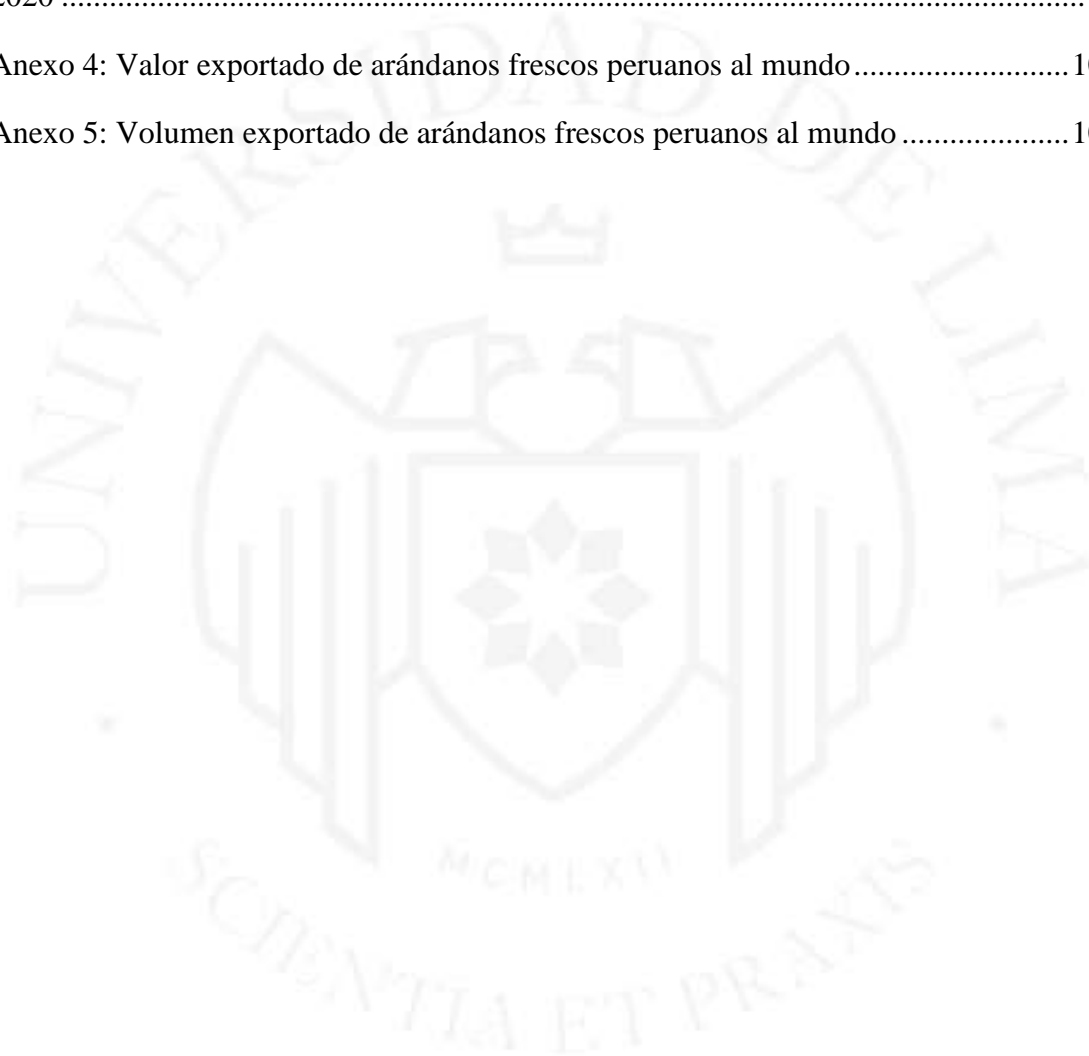 2020 ................................................................................................................................
Anexo 4: Valor exportado de arándanos frescos peruanos al mundo...........................
Anexo 5: Volumen exportado de arándanos frescos peruanos al mundo.....................
UNIVERSIDAD DE LIMA
MCMLXII
SCIENTIA ET PRAXIS